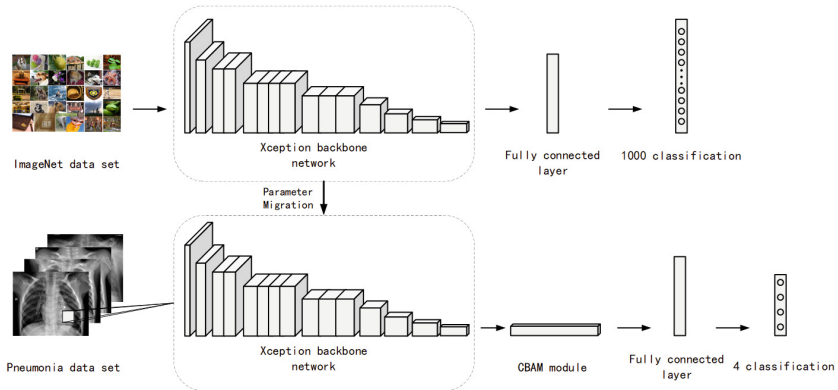 Xception backbone
network
ImageNet data set
Fully connected
layer
1000 classification
Parameter
Migration
Xception backbone
network
Pneumonia data set
CBAM module
Fully connected
layer
4 classification